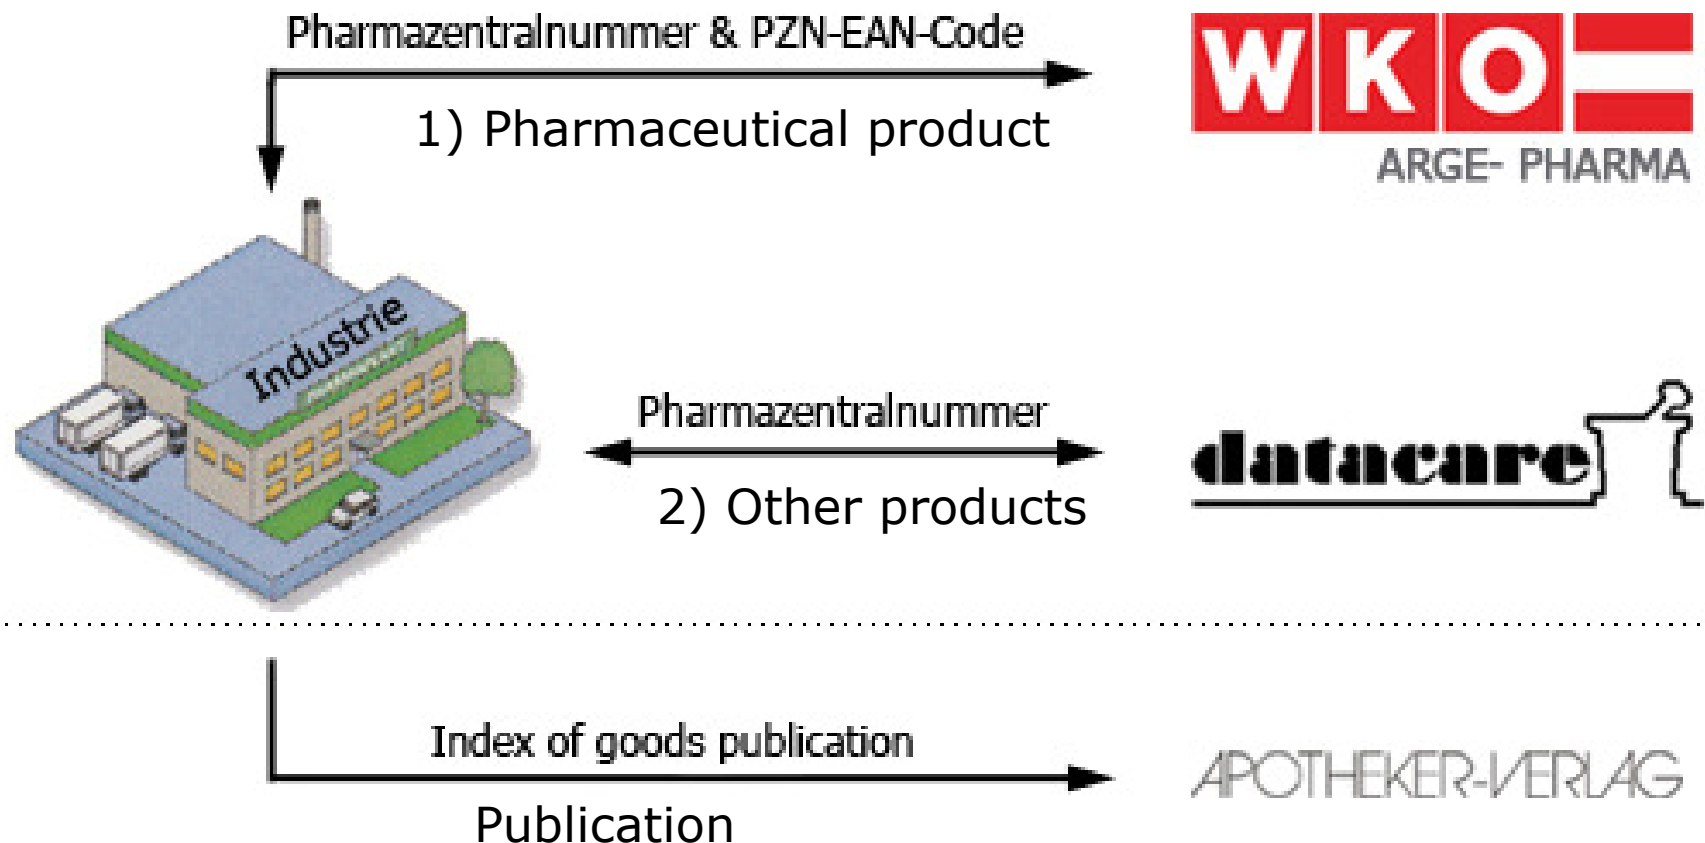 Pharmazentralnummer & PZN-EAN-Code
1) Pharmaceutical product
WKO
ARGE- PHARMA
Industrie
Pharmazentralnummer
2) Other products
datacare
Index of goods publication
Publication
APOTHEKER-VERLAG